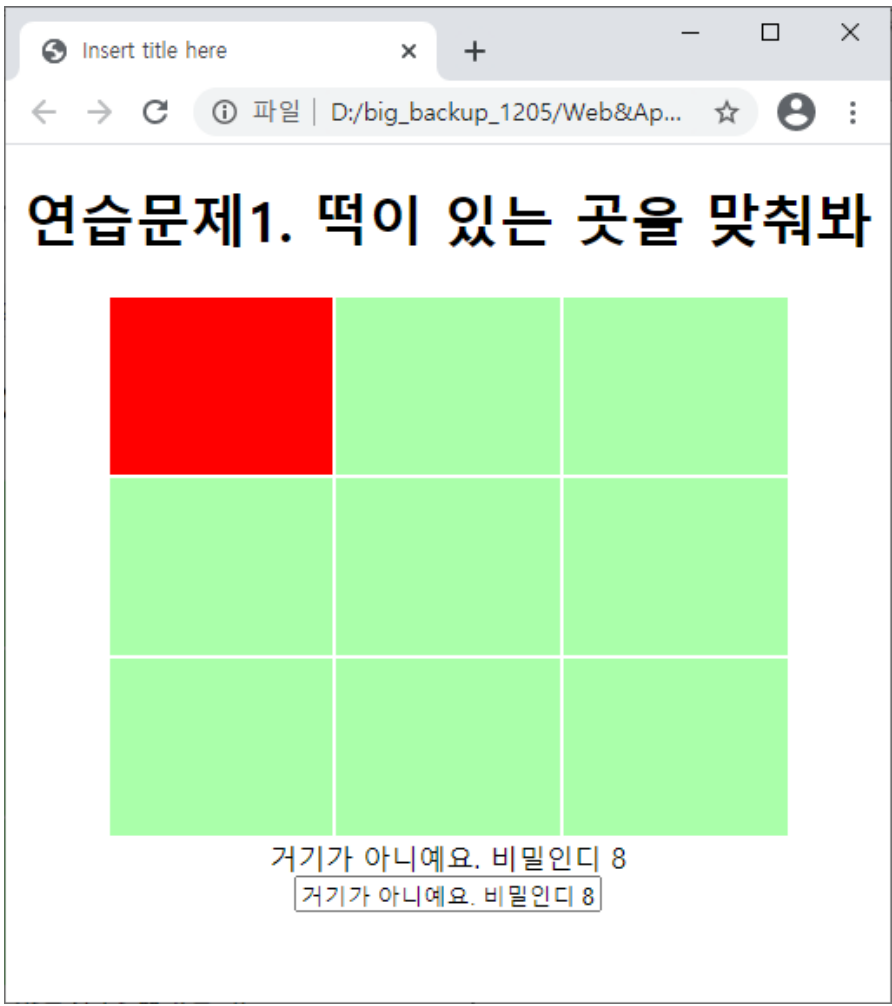 Insert title here
파일 | D:/big_backup_1205/Web&Ap...
연습문제1. 떡이 있는 곳을 맞춰봐
거기가 아니예요. 비밀인디 8
거기가 아니예요. 비밀인디 8